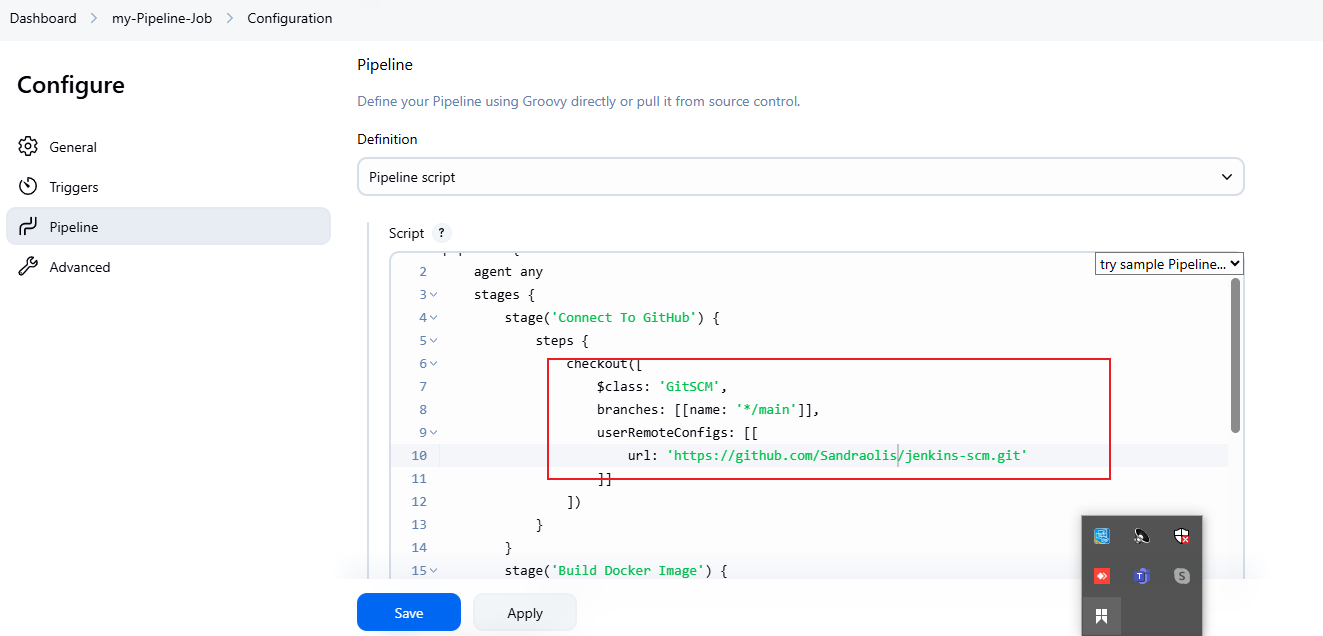 Dashboard > my-Pipeline-Job > Configuration
Configure
General
Triggers
Pipeline
Advanced
Pipeline
Define your Pipeline using Groovy directly or pull it from source control.
Definition
Pipeline script
Script ?
try sample Pipeline...
2 agent any
3 stages {
4 stage('Connect To GitHub') {
5 steps {
6 checkout([
7 $class: 'GitSCM',
8 branches: [[name: '*/main']],
9 userRemoteConfigs: [[
10 url: 'https://github.com/Sandraolis/jenkins-scm.git'
11 ]]
12 ])
13 }
14 }
15 stage('Build Docker Image') {
Save
Apply